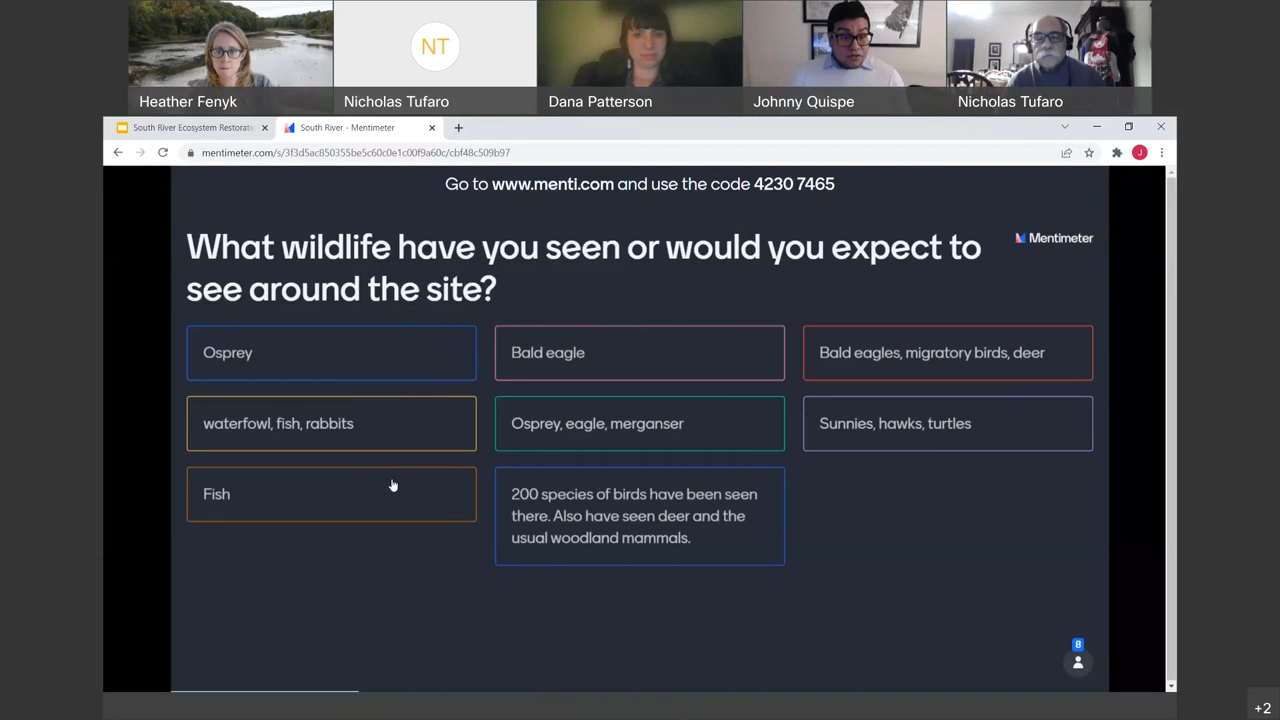 NT
Heather Fenyk
Nicholas Tufaro
Dana Patterson
Johnny Quispe
Nicholas Tufaro
South River Ecosystem Restorati
South River - Mentimeter
mentimeter.com/s/3f3d5ac850355be5c60c0e1c00f9a60c/cbf48c509b97
J
Go to www.menti.com and use the code 4230 7465
What wildlife have you seen or would you expect to
see around the site?
Mentimeter
Osprey
Bald eagle
Bald eagles, migratory birds, deer
waterfowl, fish, rabbits
Osprey, eagle, merganser
Sunnies, hawks, turtles
Fish
200 species of birds have been seen
there. Also have seen deer and the
usual woodland mammals.
8
+2